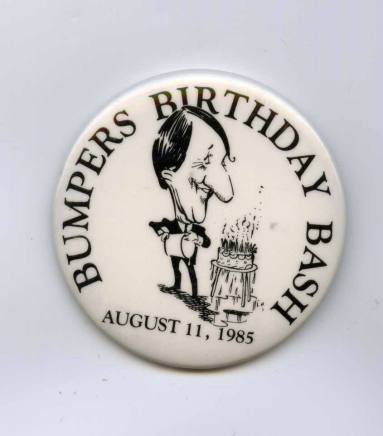 BUMPERS BIRTHDAY BASH
AUGUST 11, 1985